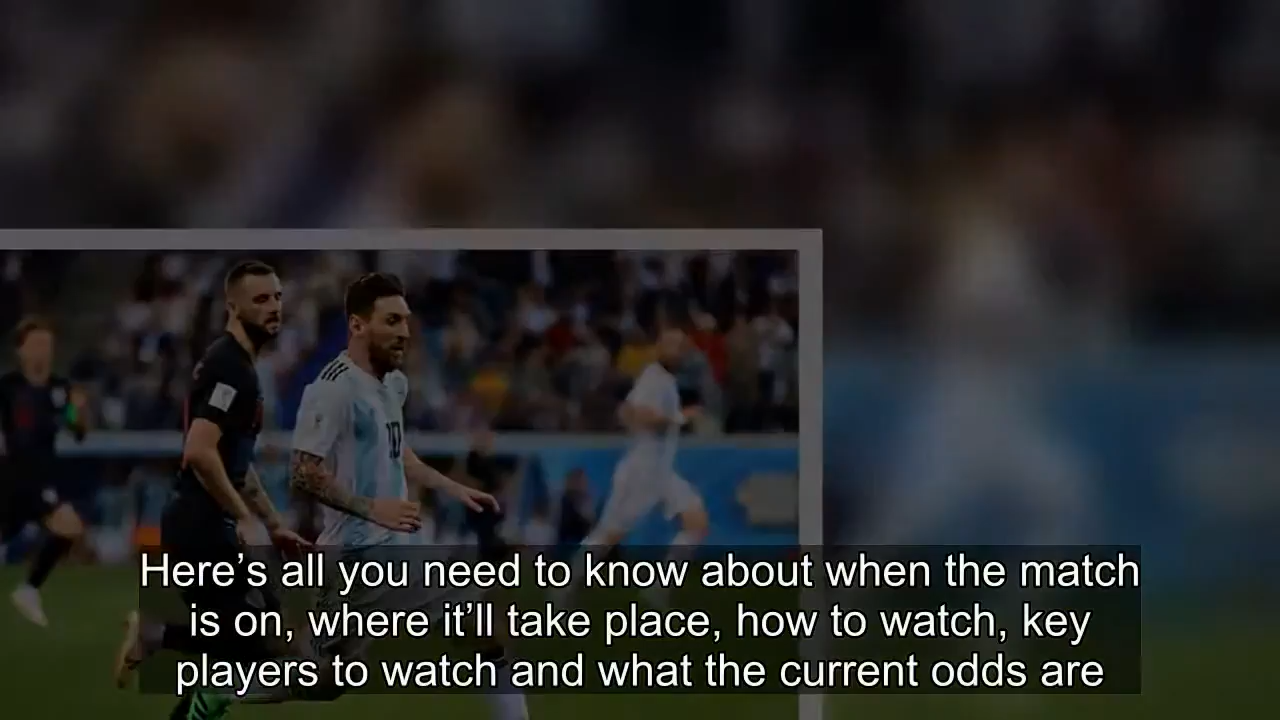 10
Here’s all you need to know about when the match
is on, where it’ll take place, how to watch, key
players to watch and what the current odds are